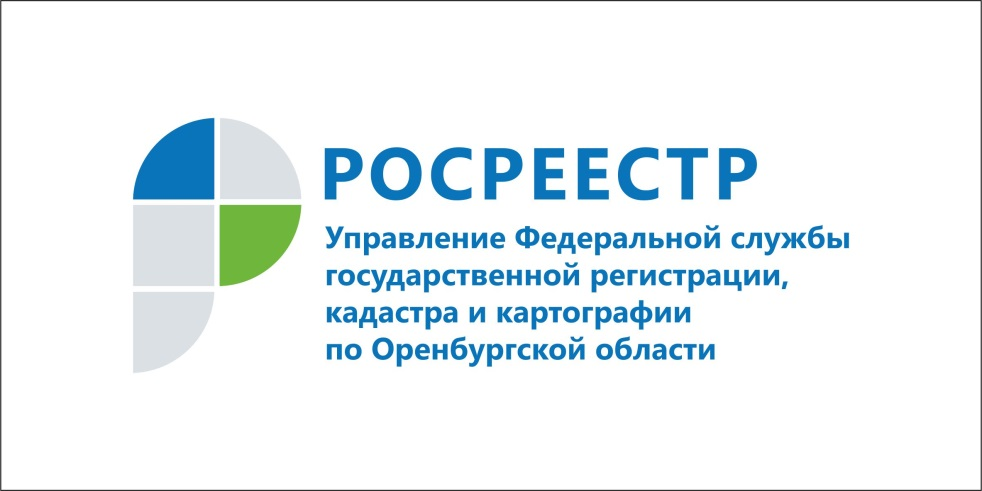 РОСРЕЕСТР
Управление Федеральной службы
государственной регистрации,
кадастра и картографии
по Оренбургской области